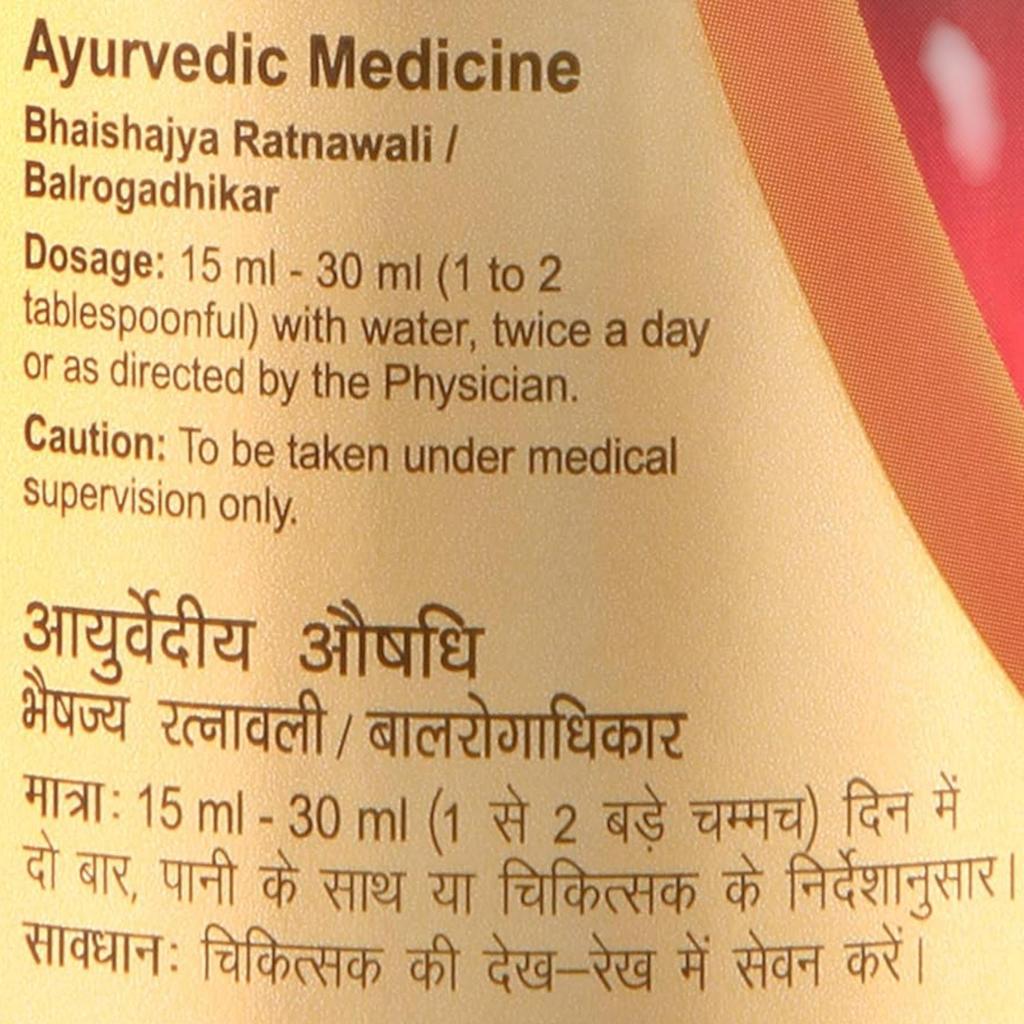 Ayurvedic Medicine
Bhaishajya Ratnawali /
Balrogadhikar
Dosage: 15 ml - 30 ml (1 to 2
tablespoonful) with water, twice a day
or as directed by the Physician.
Caution: To be taken under medical
supervision only.
आयुर्वेदीय औषधि
भैषज्य रत्नावली / बालरोगाधिकार
मात्रा: 15 ml - 30 ml (1 से 2 बड़े चम्मच) दिन में
दो बार, पानी के साथ या चिकित्सक के निर्देशानुसार।
सावधान: चिकित्सक की देख–रेख में सेवन करें।